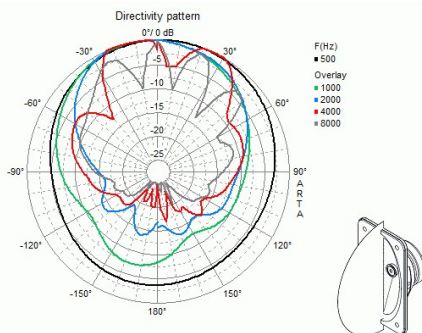 Directivity pattern
0°/ 0 dB
-30°
30°
-5
-10
-15
-20
-25
-60°
60°
-90°
90°
-120°
120°
-150°
150°
180°
A
R
T
A
F(Hz)
500
Overlay
1000
2000
4000
8000